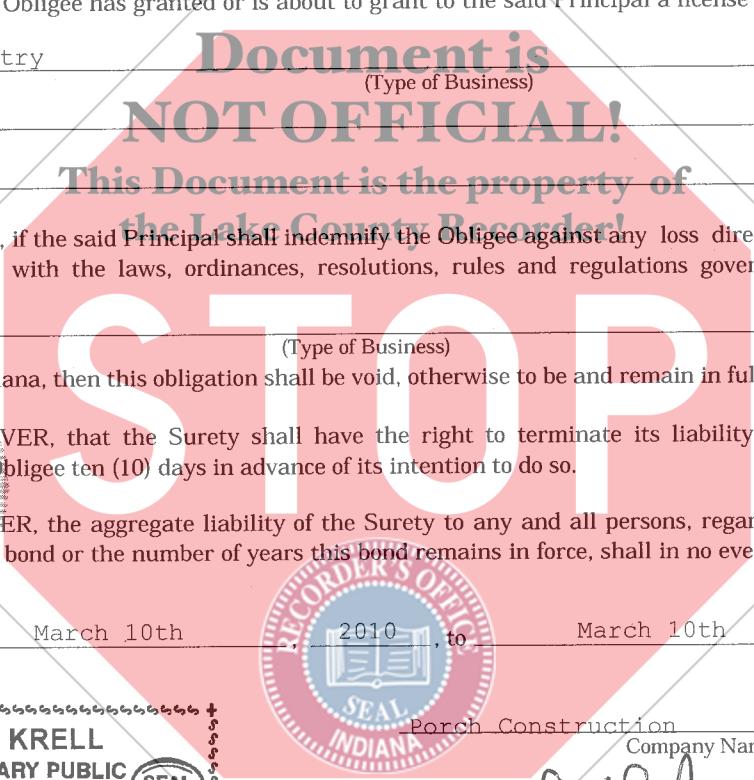 Obligee has granted or is about to grant to the said Principal a license
Document is
try
(Type of Business)
NOT OFFICIAL!
This Document is the property of
the Lake County Recorder!
, if the said Principal shall indemnify the Obligee against any loss dire
with the laws, ordinances, resolutions, rules and regulations gover
STOP
(Type of Business)
iana, then this obligation shall be void, otherwise to be and remain in ful
VER, that the Surety shall have the right to terminate its liability
bligee ten (10) days in advance of its intention to do so.
ER, the aggregate liability of the Surety to any and all persons, regar
bond or the number of years this bond remains in force, shall in no eve
RECORDER'S OFFICE
March 10th , 2010 , to March 10th
SEAL
INDIANA
Porch Construction
Company Nam
KRELL
ARY PUBLIC
SEAL